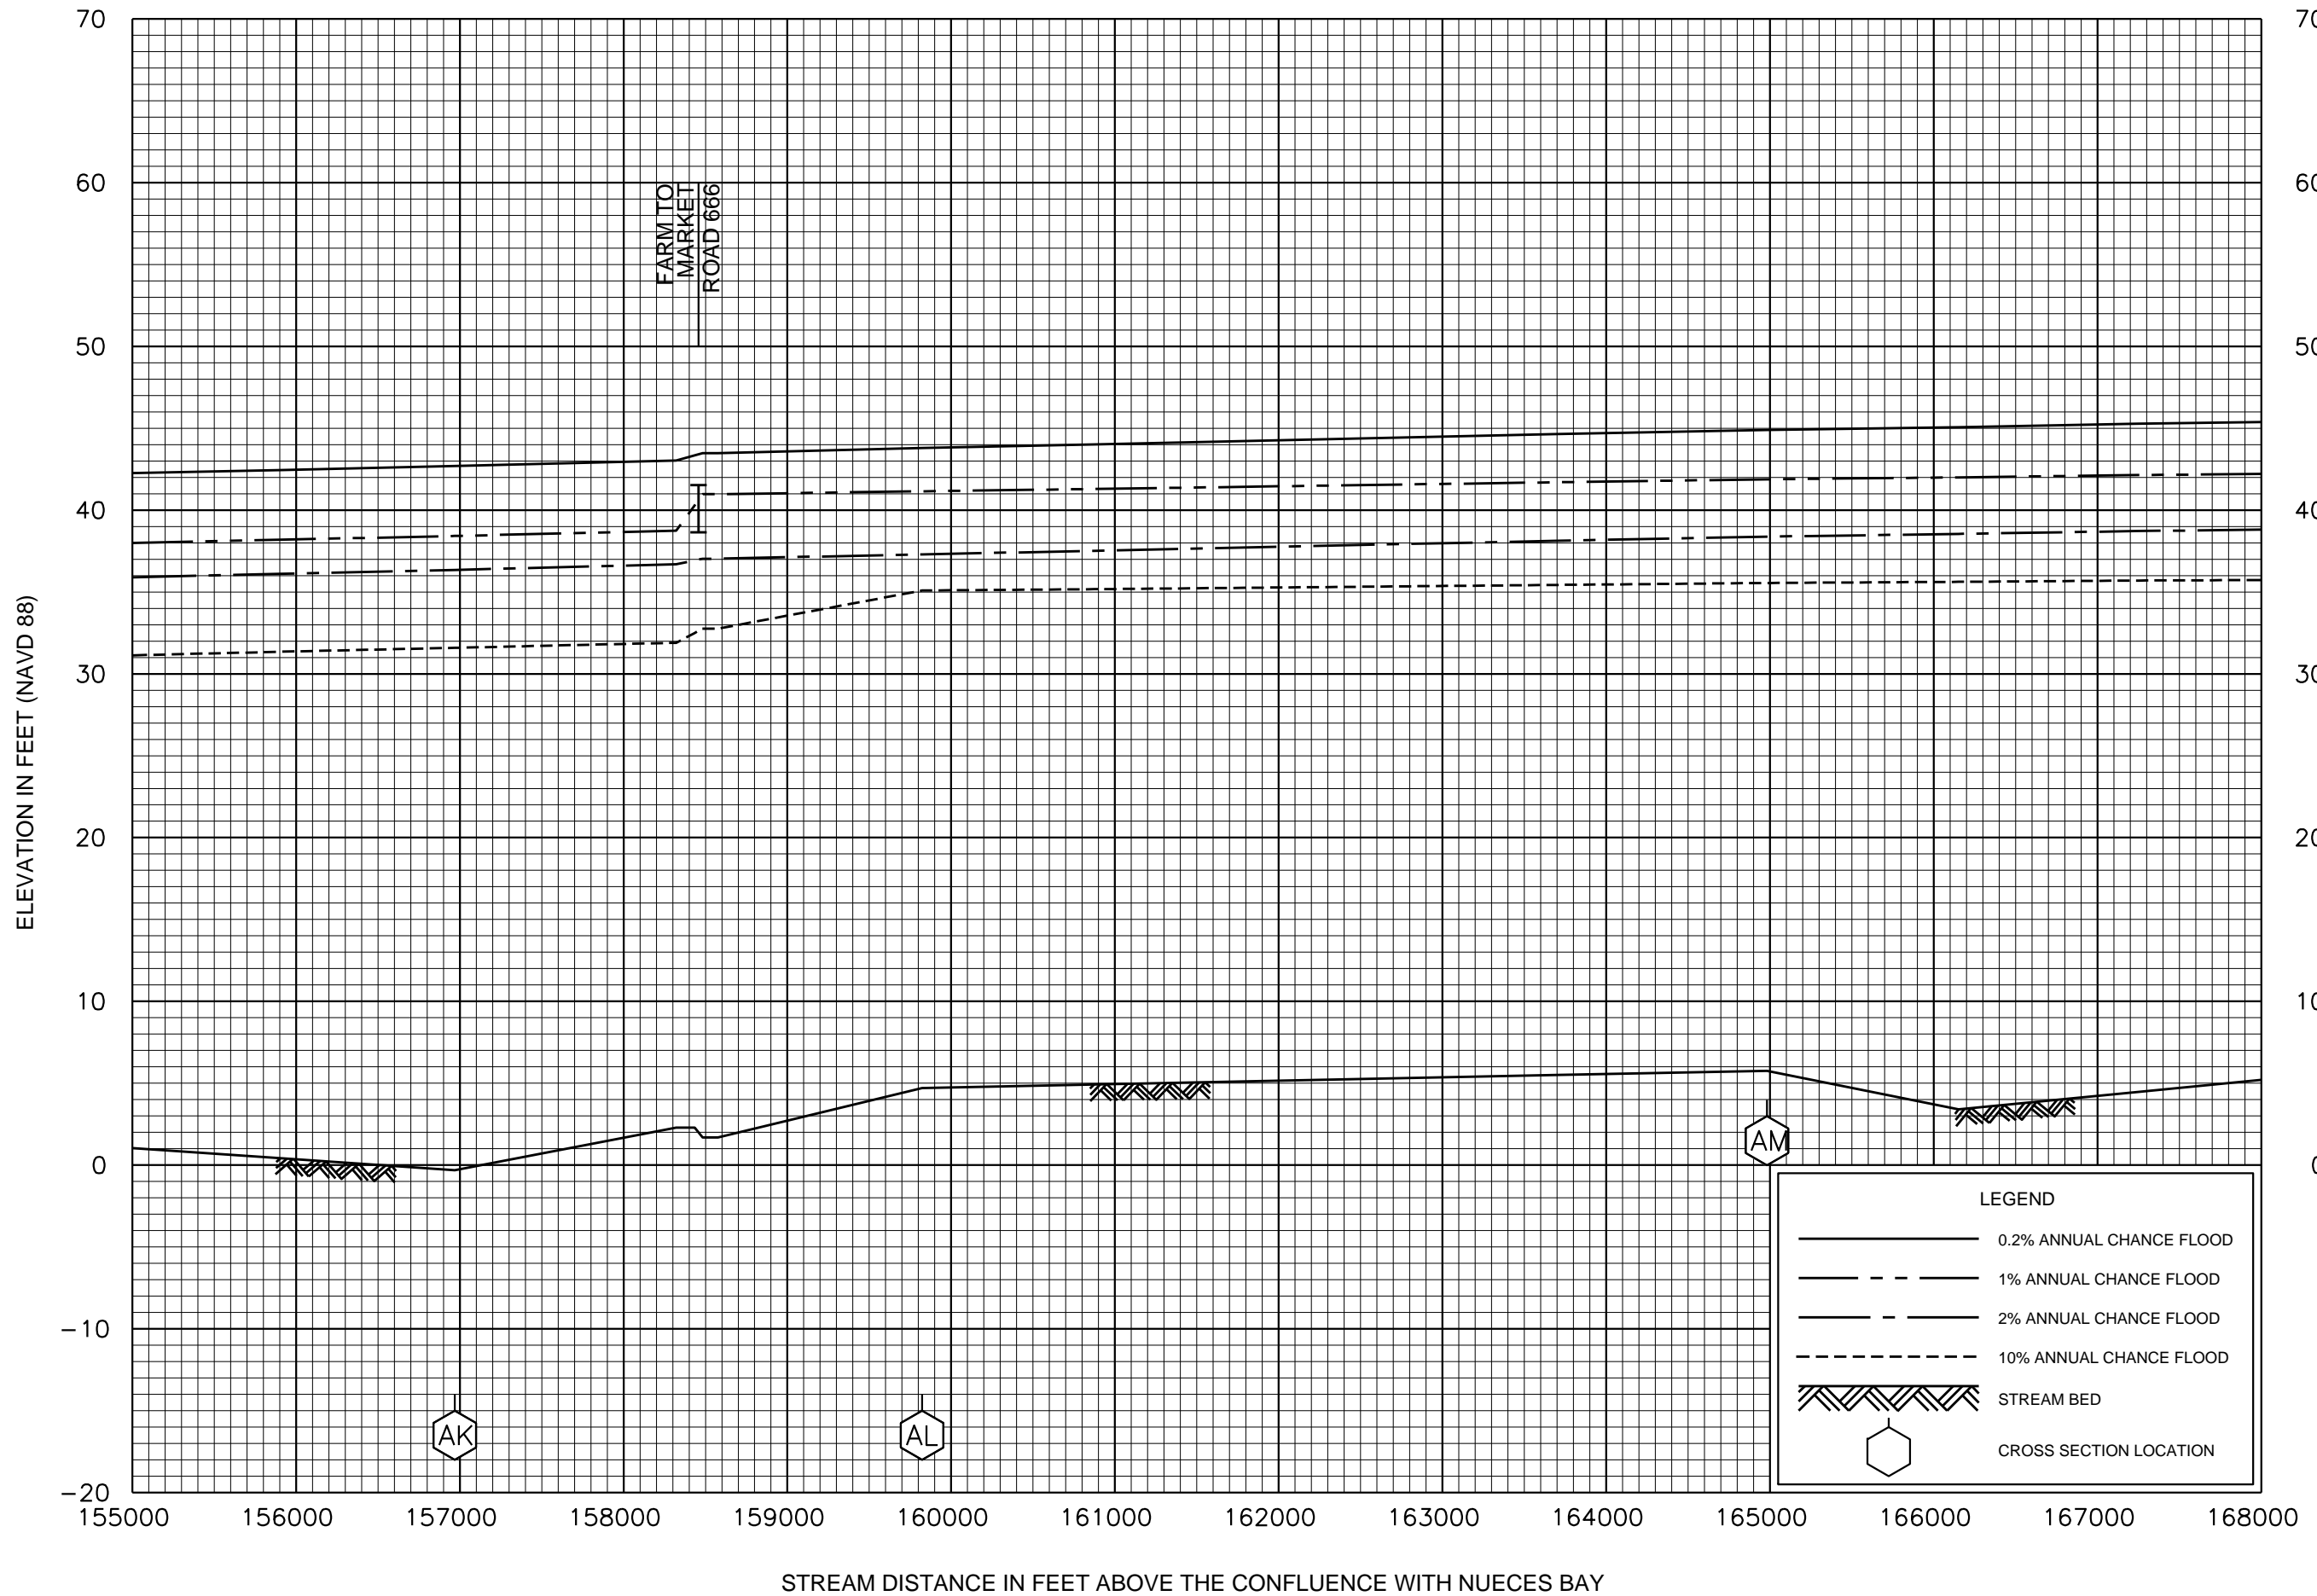 70
60
50
40
30
20
10
0
-10
-20
ELEVATION IN FEET (NAVD 88)
FARM TO
MARKET
ROAD 666
70
60
50
40
30
20
10
0
AK
AL
AM
LEGEND
0.2% ANNUAL CHANCE FLOOD
1% ANNUAL CHANCE FLOOD
2% ANNUAL CHANCE FLOOD
10% ANNUAL CHANCE FLOOD
STREAM BED
CROSS SECTION LOCATION
155000 156000 157000 158000 159000 160000 161000 162000 163000 164000 165000 166000 167000 168000
STREAM DISTANCE IN FEET ABOVE THE CONFLUENCE WITH NUECES BAY